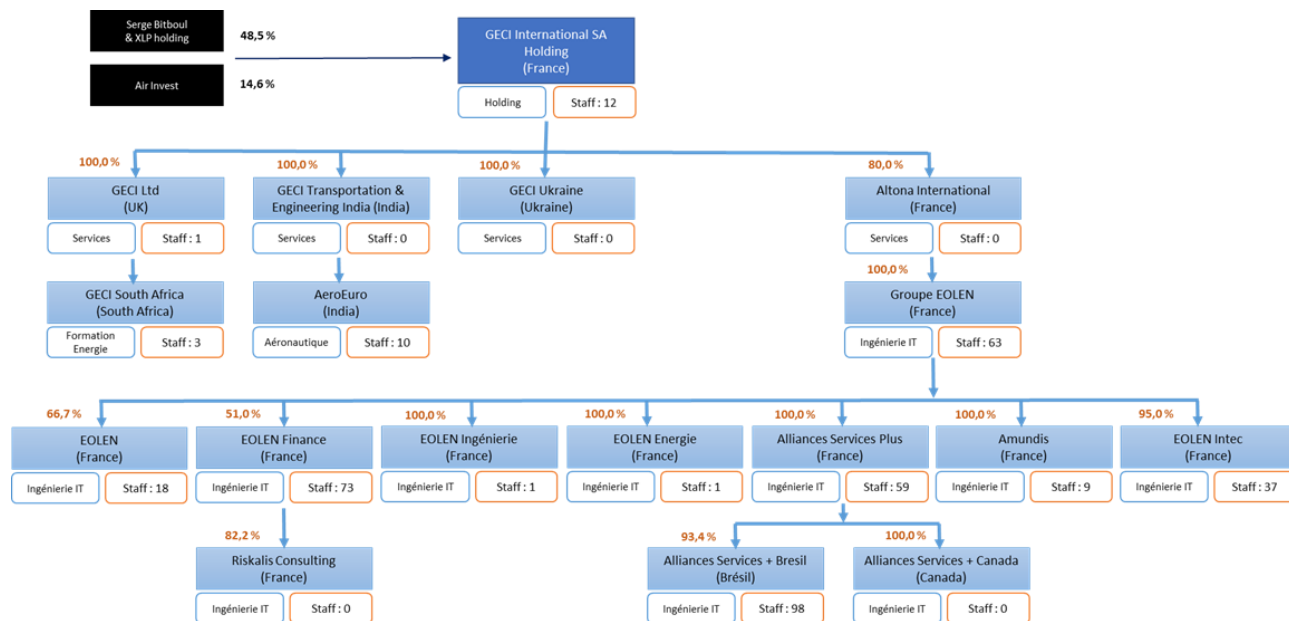 Serge Bitboul
& XLP holding
48,5 %
GECI International SA
Holding
(France)
Air Invest
14,6 %
Holding
Staff : 12
100,0 %
100,0 %
100,0 %
80,0 %
GECI Ltd
(UK)
GECI Transportation &
Engineering India (India)
GECI Ukraine
(Ukraine)
Altona International
(France)
Services
Staff : 1
Services
Staff : 0
Services
Staff : 0
Services
Staff : 0
100,0 %
GECI South Africa
(South Africa)
AeroEuro
(India)
Groupe EOLEN
(France)
Formation
Energie
Staff : 3
Aéronautique
Staff : 10
Ingénierie IT
Staff : 63
66,7 %
51,0 %
100,0 %
100,0 %
100,0 %
100,0 %
95,0 %
EOLEN
(France)
EOLEN Finance
(France)
EOLEN Ingénierie
(France)
EOLEN Energie
(France)
Alliances Services Plus
(France)
Amundis
(France)
EOLEN Intec
(France)
Ingénierie IT
Staff : 18
Ingénierie IT
Staff : 73
Ingénierie IT
Staff : 1
Ingénierie IT
Staff : 1
Ingénierie IT
Staff : 59
Ingénierie IT
Staff : 9
Ingénierie IT
Staff : 37
82,2 %
93,4 %
100,0 %
Riskalis Consulting
(France)
Alliances Services + Bresil
(Brésil)
Alliances Services + Canada
(Canada)
Ingénierie IT
Staff : 0
Ingénierie IT
Staff : 98
Ingénierie IT
Staff : 0